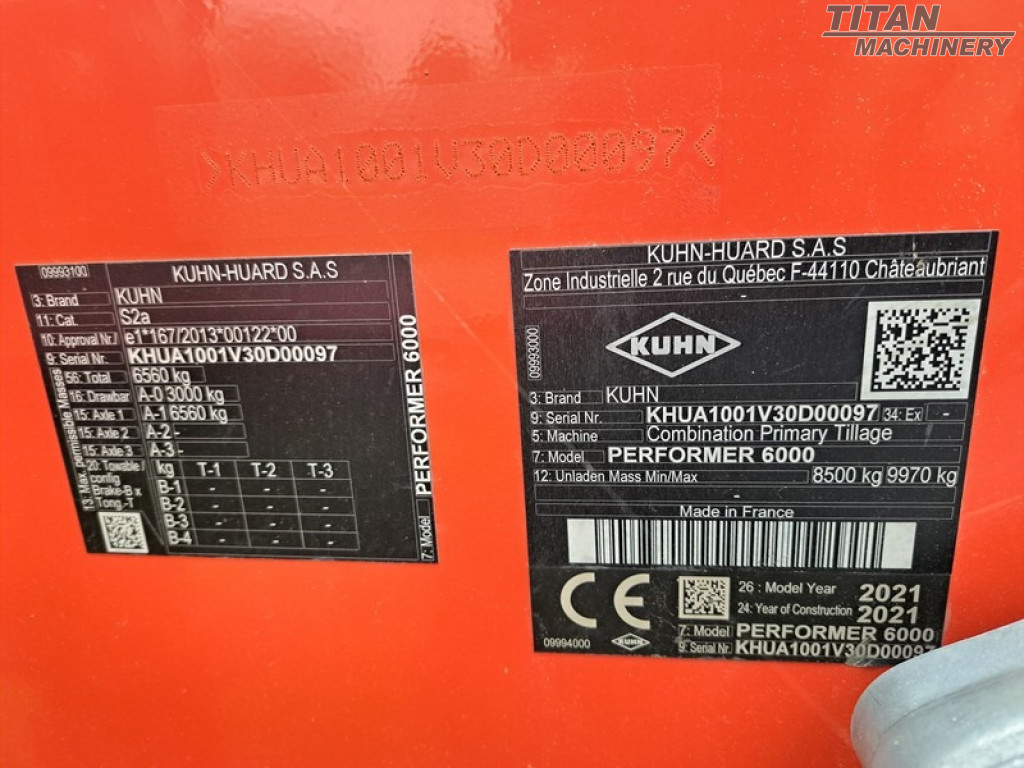 TITAN
MACHINERY
>KHUA1001V30D00097<
09993100
KUHN-HUARD S.A.S
3: Brand KUHN
11: Cat. S2a
10: Approval Nr./ e1*167/2013*00122*00
9: Serial Nr. KHUA1001V30D00097
13: Max. permissible Masses
56: Total 6560 kg
16: Drawbar A-0 3000 kg
15: Axle 1 A-1 6560 kg
15: Axle 2 A-2 -
15: Axle 3 A-3 -
20: Towable / config kg T-1 T-2 T-3
Brake-B x B-1 - - -
Tong.-T B-2 - - -
B-3 - - -
B-4 - - -
7: Model PERFORMER 6000
KUHN-HUARD S.A.S
Zone Industrielle 2 rue du Québec F-44110 Châteaubriant
09993000
KUHN
3: Brand KUHN
9: Serial Nr. KHUA1001V30D00097 34: Ex -
5: Machine Combination Primary Tillage
7: Model PERFORMER 6000
12: Unladen Mass Min/Max 8500 kg 9970 kg
Made in France
CE
26 : Model Year 2021
24: Year of Construction 2021
7: Model PERFORMER 6000
09994000
KUHN
9: Serial Nr. KHUA1001V30D00097